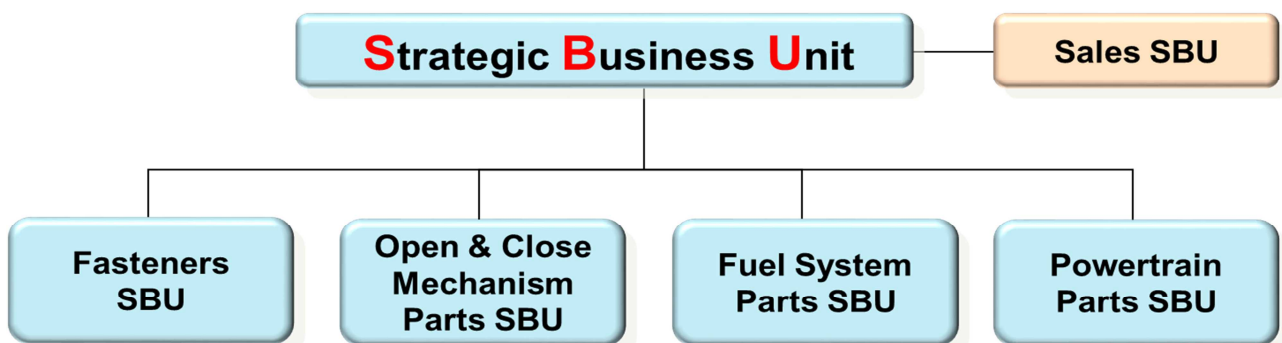 Strategic Business Unit
Sales SBU
Fasteners
SBU
Open & Close
Mechanism
Parts SBU
Fuel System
Parts SBU
Powertrain
Parts SBU